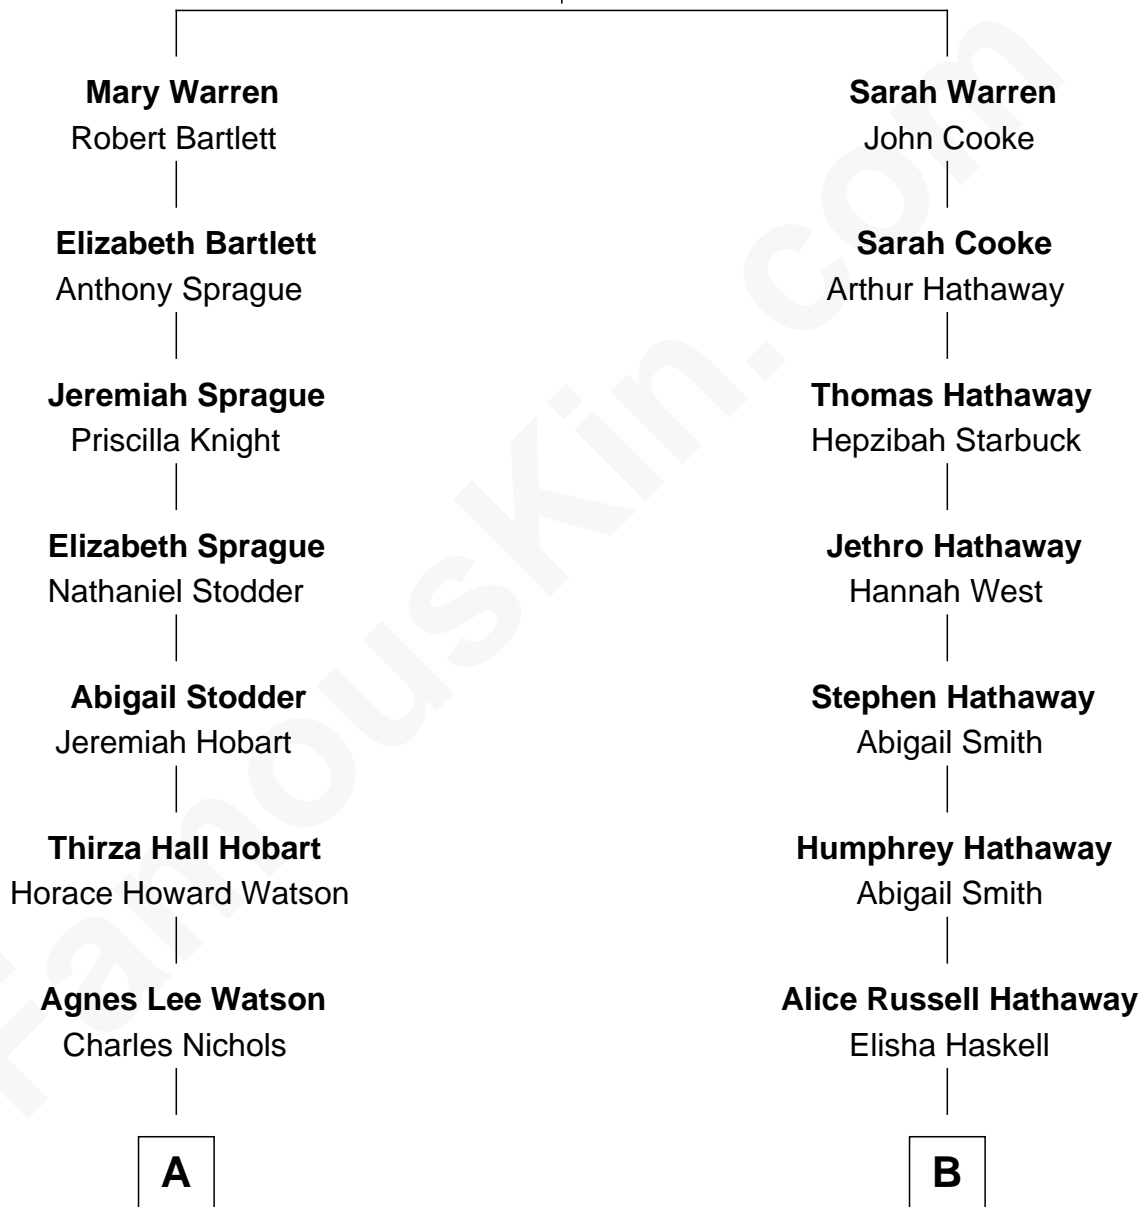 Mary Warren
Robert Bartlett
Elizabeth Bartlett
Anthony Sprague
Jeremiah Sprague
Priscilla Knight
Elizabeth Sprague
Nathaniel Stodder
Abigail Stodder
Jeremiah Hobart
Thirza Hall Hobart
Horace Howard Watson
Agnes Lee Watson
Charles Nichols
A
Sarah Warren
John Cooke
Sarah Cooke
Arthur Hathaway
Thomas Hathaway
Hepzibah Starbuck
Jethro Hathaway
Hannah West
Stephen Hathaway
Abigail Smith
Humphrey Hathaway
Abigail Smith
Alice Russell Hathaway
Elisha Haskell
B
FamousKin.com